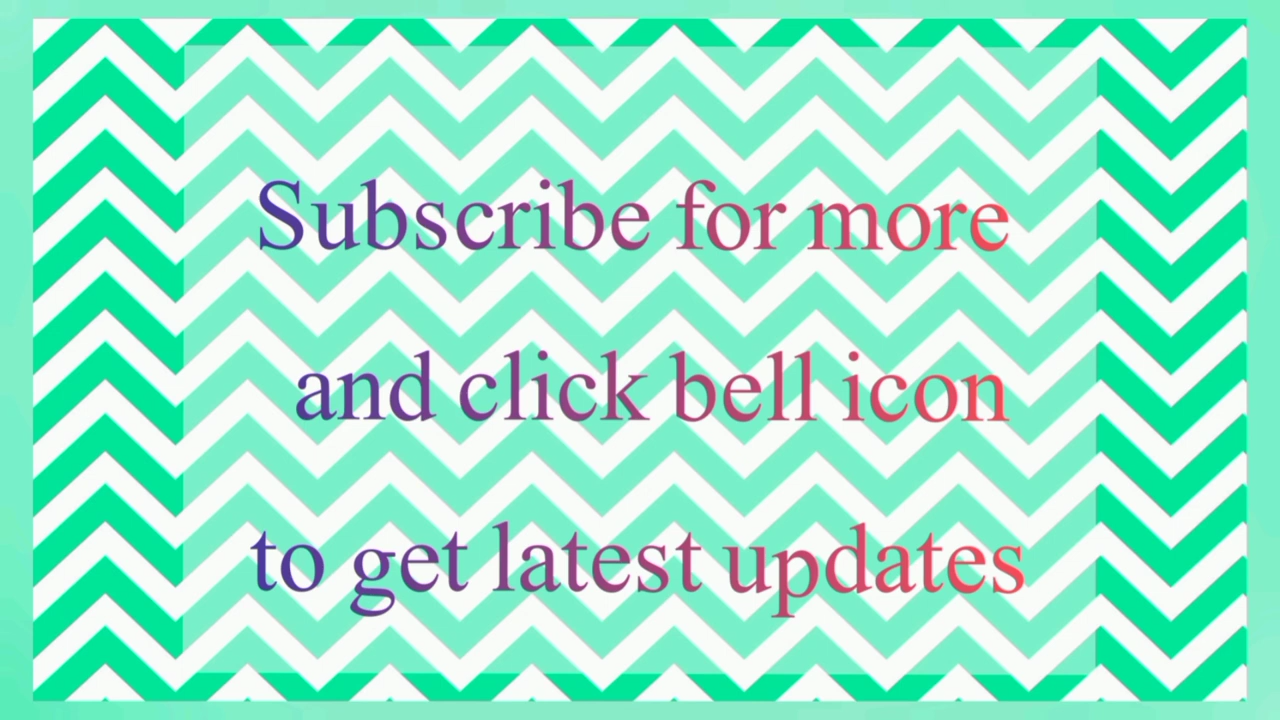 Subscribe for more
and click bell icon
to get latest updates